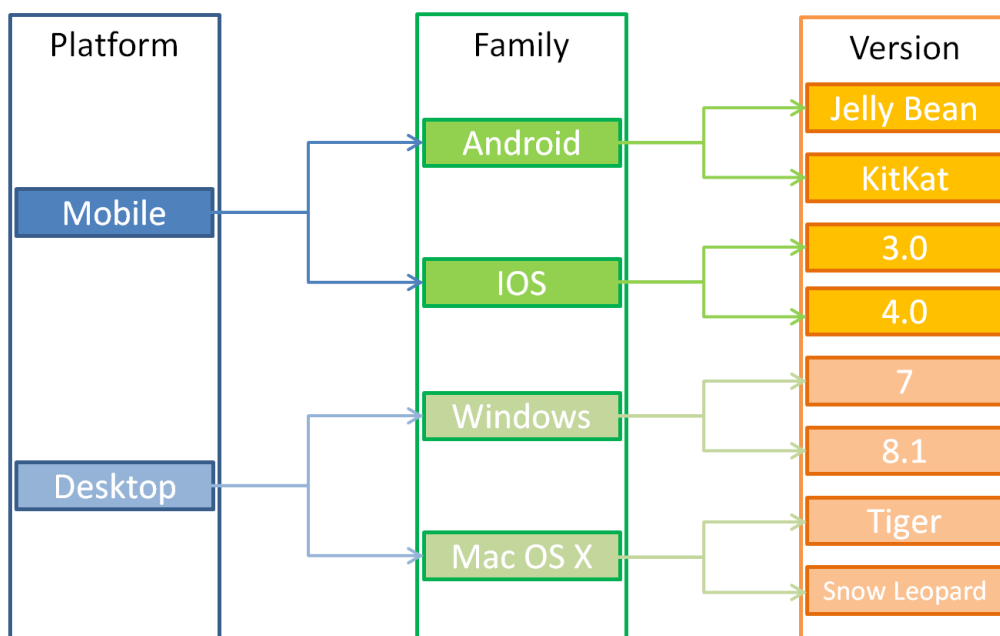 Platform
Mobile
Desktop
Family
Android
IOS
Windows
Mac OS X
Version
Jelly Bean
KitKat
3.0
4.0
7
8.1
Tiger
Snow Leopard